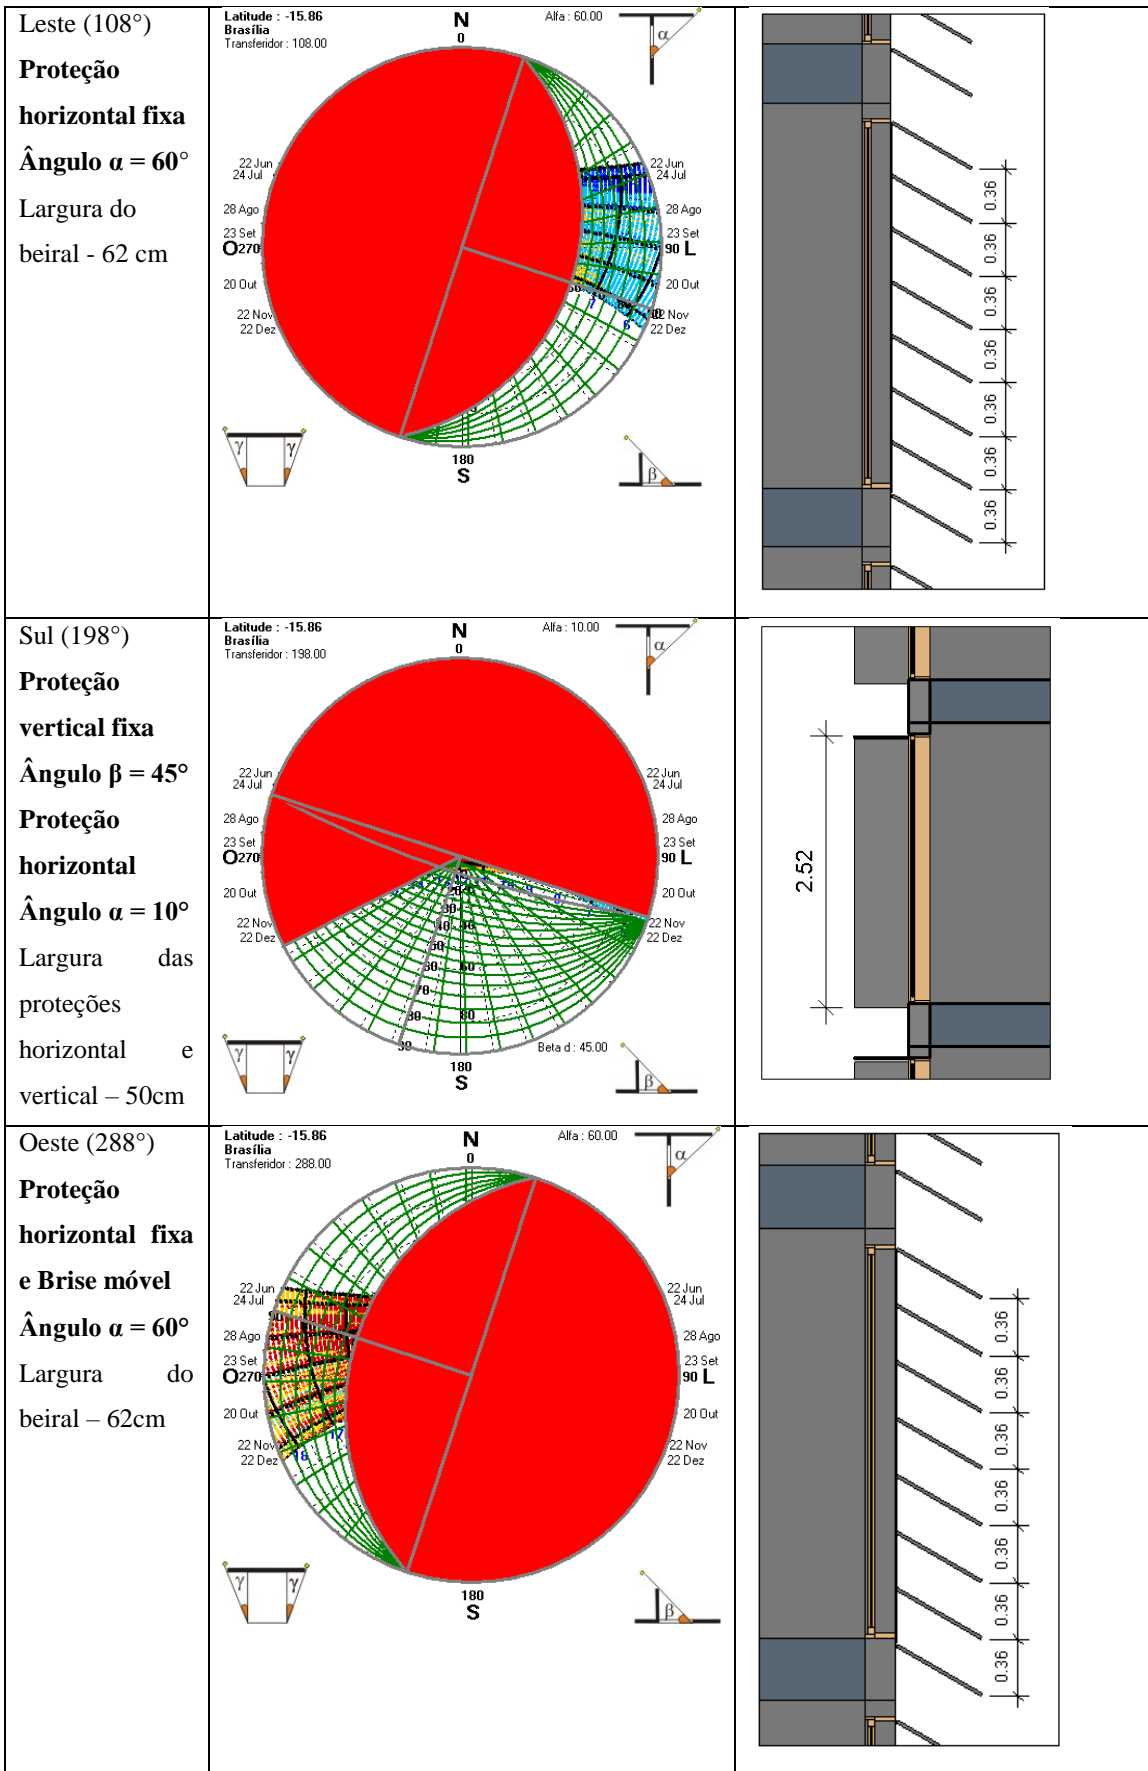 Leste (108°)
Proteção
horizontal fixa
Ângulo α = 60°
Largura do
beiral - 62 cm
Latitude : -15.86
Brasília
Transferidor : 108.00
N
0
Alfa : 60.00
α
22 Jun
24 Jul
28 Ago
23 Set
O 270
20 Out
22 Nov
22 Dez
22 Jun
24 Jul
28 Ago
23 Set
90 L
20 Out
22 Nov
22 Dez
7
6
180
S
γ γ
β
0.36
0.36
0.36
0.36
0.36
0.36
0.36
Sul (198°)
Proteção
vertical fixa
Ângulo β = 45°
Proteção
horizontal
Ângulo α = 10°
Largura das
proteções
horizontal e
vertical – 50cm
Latitude : -15.86
Brasília
Transferidor : 198.00
N
0
Alfa : 10.00
α
22 Jun
24 Jul
28 Ago
23 Set
O 270
20 Out
22 Nov
22 Dez
22 Jun
24 Jul
28 Ago
23 Set
90 L
20 Out
22 Nov
22 Dez
180
S
Beta d : 45.00
γ γ
β
2.52
Oeste (288°)
Proteção
horizontal fixa
e Brise móvel
Ângulo α = 60°
Largura do
beiral – 62cm
Latitude : -15.86
Brasília
Transferidor : 288.00
N
0
Alfa : 60.00
α
22 Jun
24 Jul
28 Ago
23 Set
O 270
20 Out
22 Nov
22 Dez
22 Jun
24 Jul
28 Ago
23 Set
90 L
20 Out
22 Nov
22 Dez
17
18
180
S
γ γ
β
0.36
0.36
0.36
0.36
0.36
0.36
0.36